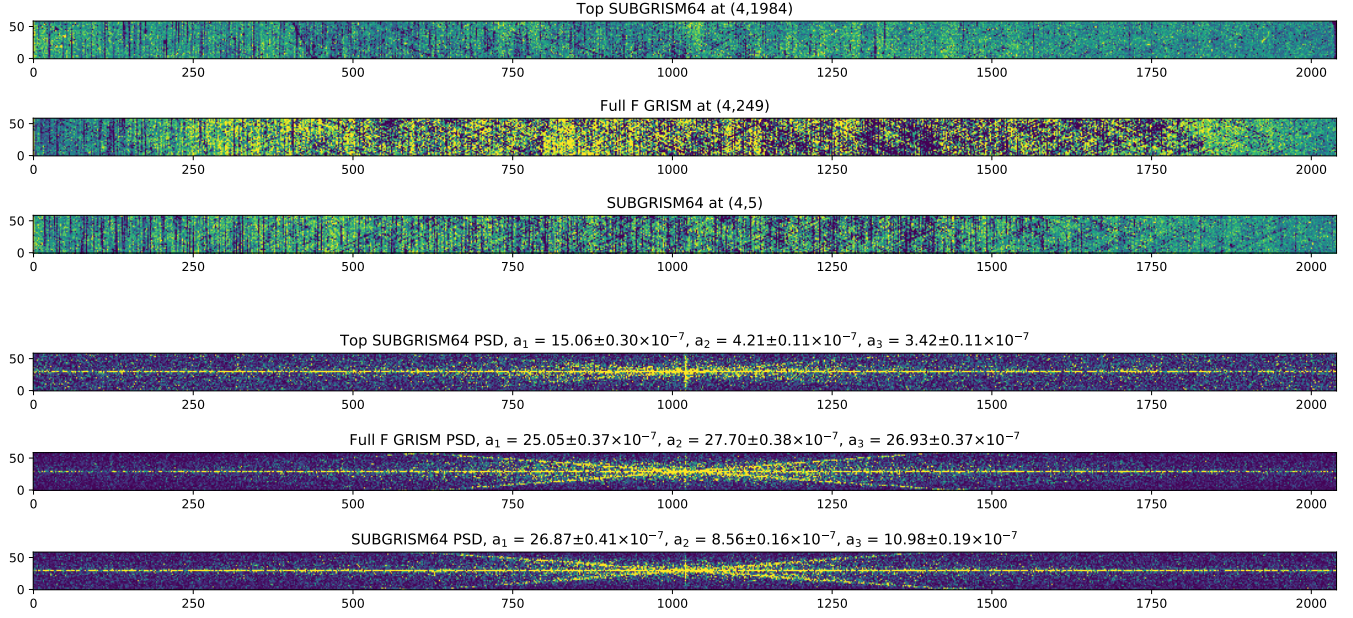 Top SUBGRISM64 at (4,1984)
50
0
0 250 500 750 1000 1250 1500 1750 2000
Full F GRISM at (4,249)
50
0
0 250 500 750 1000 1250 1500 1750 2000
SUBGRISM64 at (4,5)
50
0
0 250 500 750 1000 1250 1500 1750 2000
Top SUBGRISM64 PSD, a₁ = 15.06±0.30×10⁻⁷, a₂ = 4.21±0.11×10⁻⁷, a₃ = 3.42±0.11×10⁻⁷
50
0
0 250 500 750 1000 1250 1500 1750 2000
Full F GRISM PSD, a₁ = 25.05±0.37×10⁻⁷, a₂ = 27.70±0.38×10⁻⁷, a₃ = 26.93±0.37×10⁻⁷
50
0
0 250 500 750 1000 1250 1500 1750 2000
SUBGRISM64 PSD, a₁ = 26.87±0.41×10⁻⁷, a₂ = 8.56±0.16×10⁻⁷, a₃ = 10.98±0.19×10⁻⁷
50
0
0 250 500 750 1000 1250 1500 1750 2000